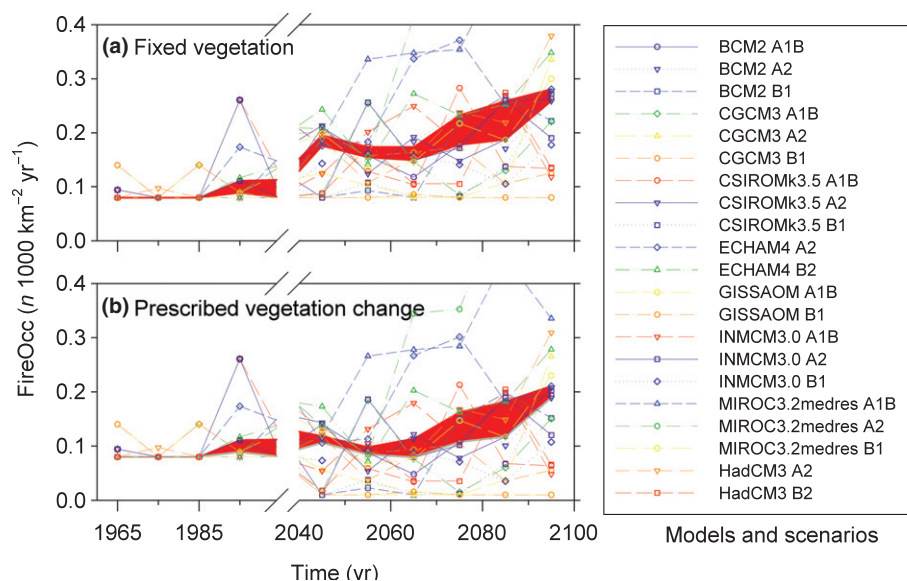 (a) Fixed vegetation
0.4
0.3
0.2
0.1
0.0
(b) Prescribed vegetation change
0.4
0.3
0.2
0.1
0.0
FireOcc (n 1000 km⁻² yr⁻¹)
1965 1985 2040 2060 2080 2100
Time (yr)
BCM2 A1B
BCM2 A2
BCM2 B1
CGCM3 A1B
CGCM3 A2
CGCM3 B1
CSIROMk3.5 A1B
CSIROMk3.5 A2
CSIROMk3.5 B1
ECHAM4 A2
ECHAM4 B2
GISSAOM A1B
GISSAOM B1
INMCM3.0 A1B
INMCM3.0 A2
INMCM3.0 B1
MIROC3.2medres A1B
MIROC3.2medres A2
MIROC3.2medres B1
HadCM3 A2
HadCM3 B2
Models and scenarios